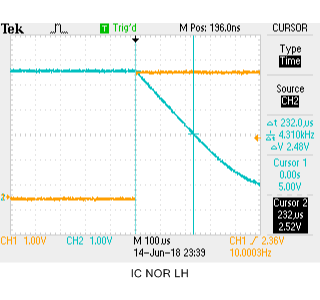 Tek Trig'd M Pos: 196.0ns CURSOR
Type
Time
Source
CH2
Δt 232.0µs
1/Δt 4.310kHz
ΔV 2.48V
Cursor 1
0.00s
5.00V
Cursor 2
232µs
2.52V
2
CH1 1.00V CH2 1.00V M 100µs CH1 / 2.36V
14-Jun-18 23:39 10.0003Hz
IC NOR LH